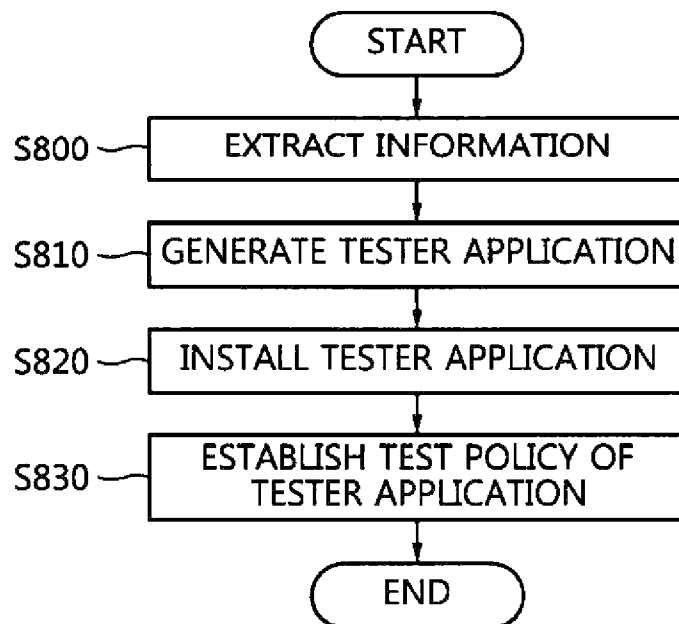 START
S800 EXTRACT INFORMATION
S810 GENERATE TESTER APPLICATION
S820 INSTALL TESTER APPLICATION
S830 ESTABLISH TEST POLICY OF
TESTER APPLICATION
END